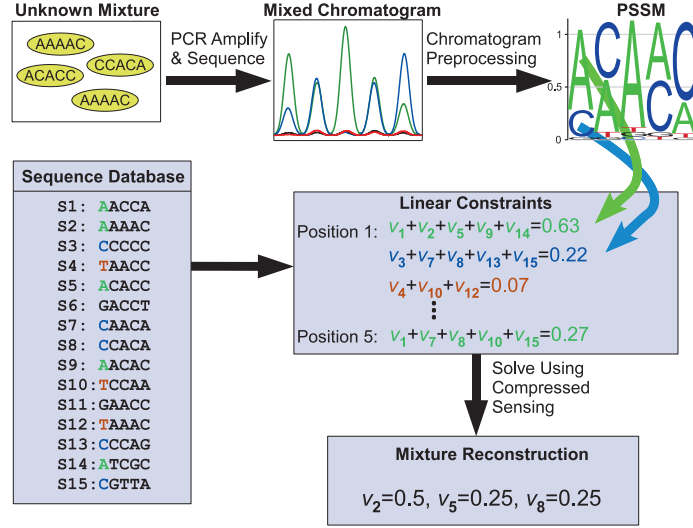 Unknown Mixture
AAAAC
CCACA
ACACC
AAAAC
PCR Amplify
& Sequence
Mixed Chromatogram
Chromatogram
Preprocessing
PSSM
1
0.5
0
A C A A C
C A A C A
Sequence Database
S1: AACCA
S2: AAAAC
S3: CCCCC
S4: TAACC
S5: ACACC
S6: GACCT
S7: CAACA
S8: CCACA
S9: AACAC
S10: TCCAA
S11: GAACC
S12: TAAAC
S13: CCCAG
S14: ATCGC
S15: CGTTA
Linear Constraints
Position 1: v1+v2+v5+v9+v14=0.63
v3+v7+v8+v13+v15=0.22
v4+v10+v12=0.07
Position 5: v1+v7+v8+v10+v15=0.27
Solve Using
Compressed
Sensing
Mixture Reconstruction
v2=0.5, v5=0.25, v8=0.25